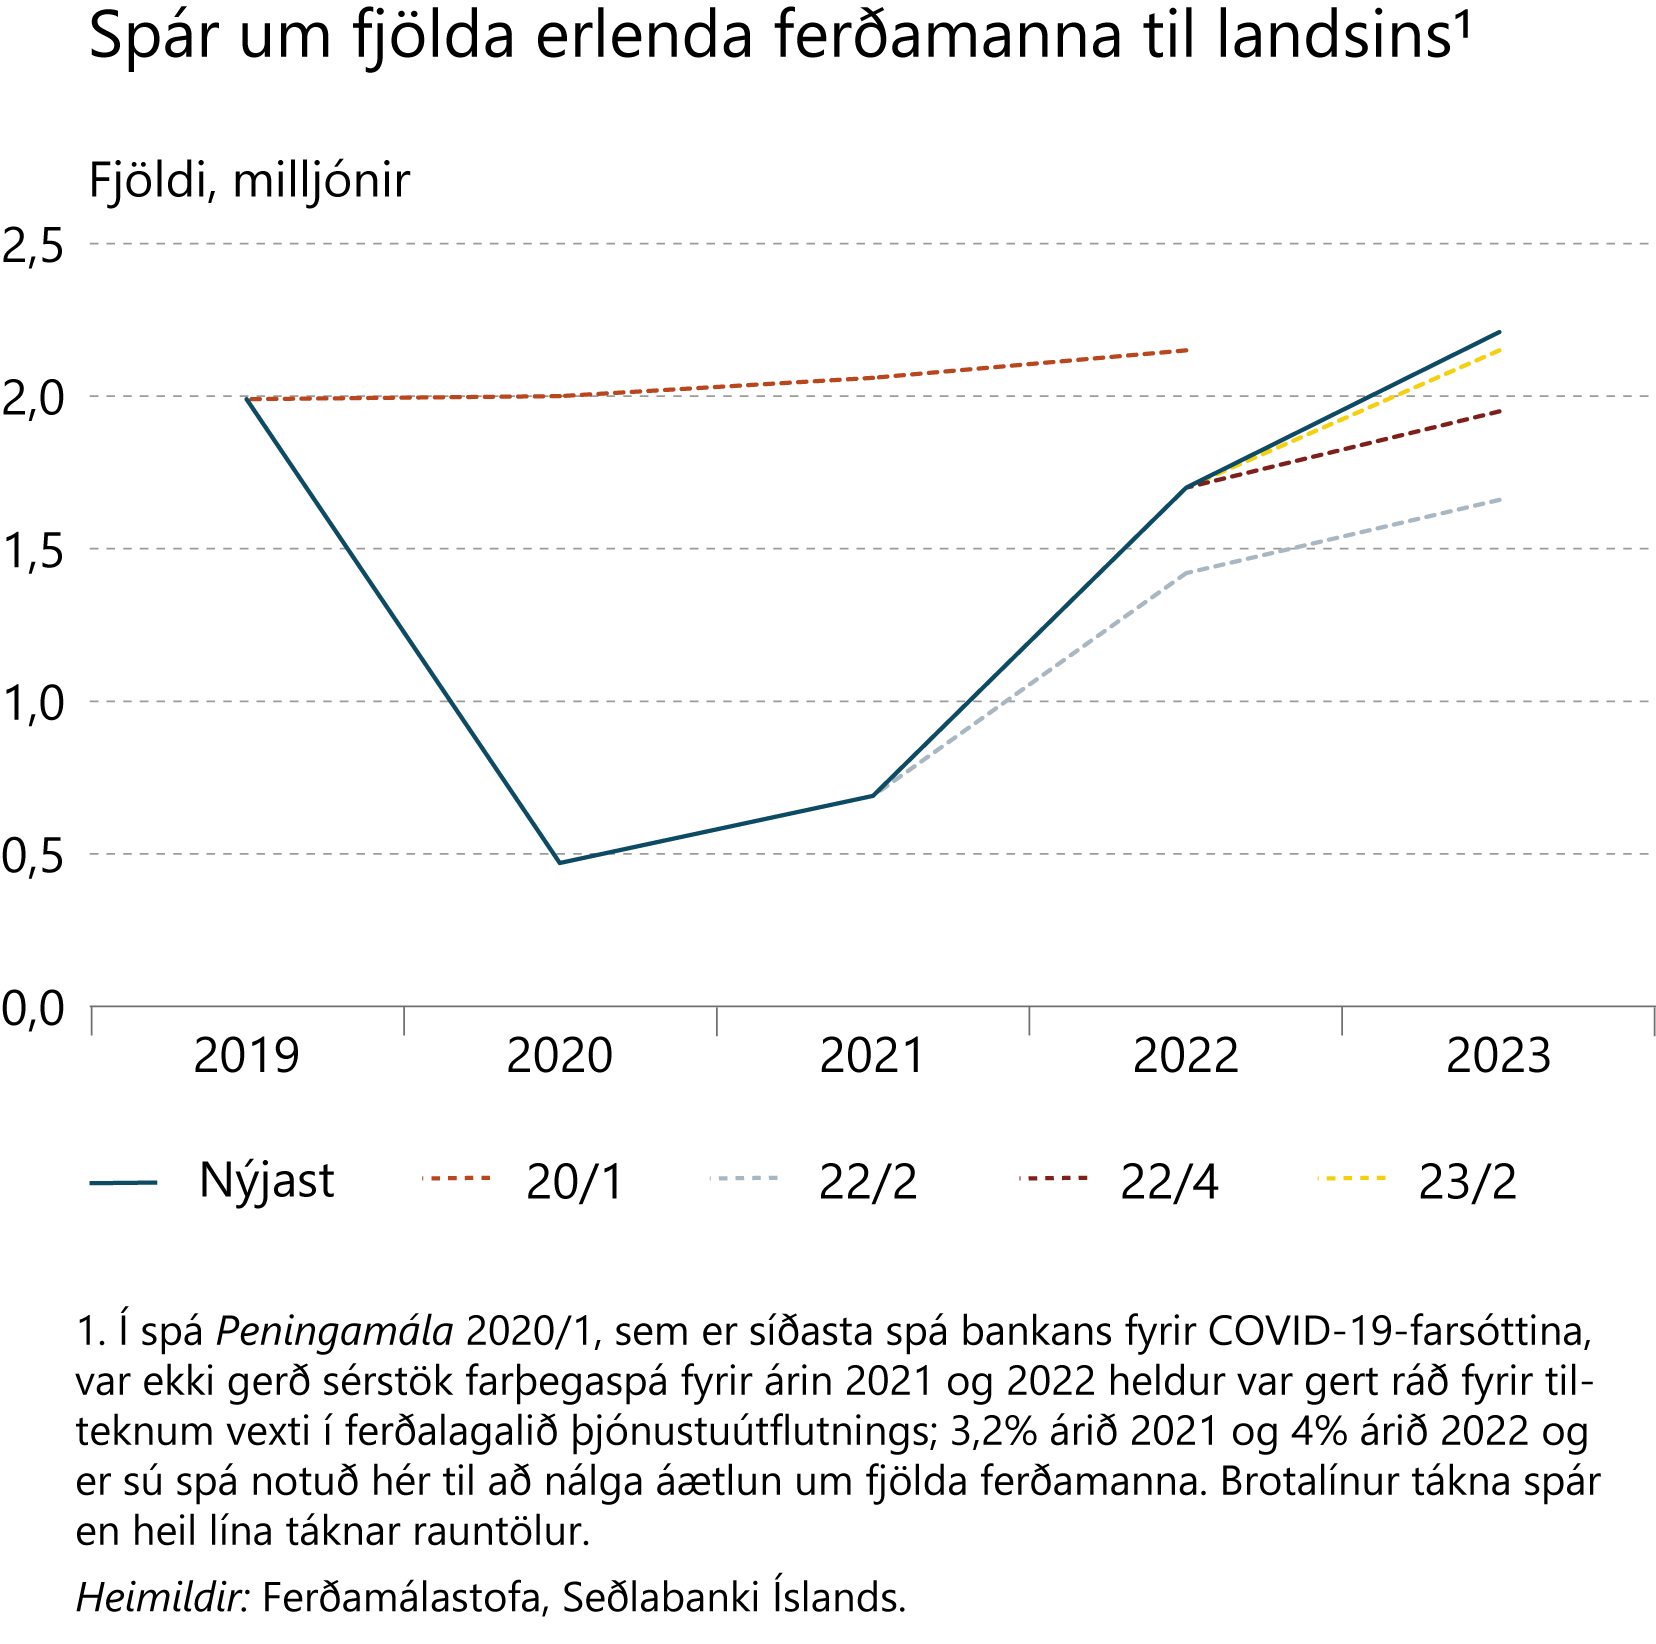 Spár um fjölda erlenda ferðamanna til landsins¹
Fjöldi, milljónir
2,5
2,0
1,5
1,0
0,5
0,0
2019 2020 2021 2022 2023
Nýjast 20/1 22/2 22/4 23/2
1. Í spá Peningamála 2020/1, sem er síðasta spá bankans fyrir COVID-19-farsóttina,
var ekki gerð sérstök farþegaspá fyrir árin 2021 og 2022 heldur var gert ráð fyrir til-
teknum vexti í ferðalagalið þjónustuútflutnings; 3,2% árið 2021 og 4% árið 2022 og
er sú spá notuð hér til að nálga áætlun um fjölda ferðamanna. Brotalínur tákna spár
en heil lína táknar rauntölur.
Heimildir: Ferðamálastofa, Seðlabanki Íslands.